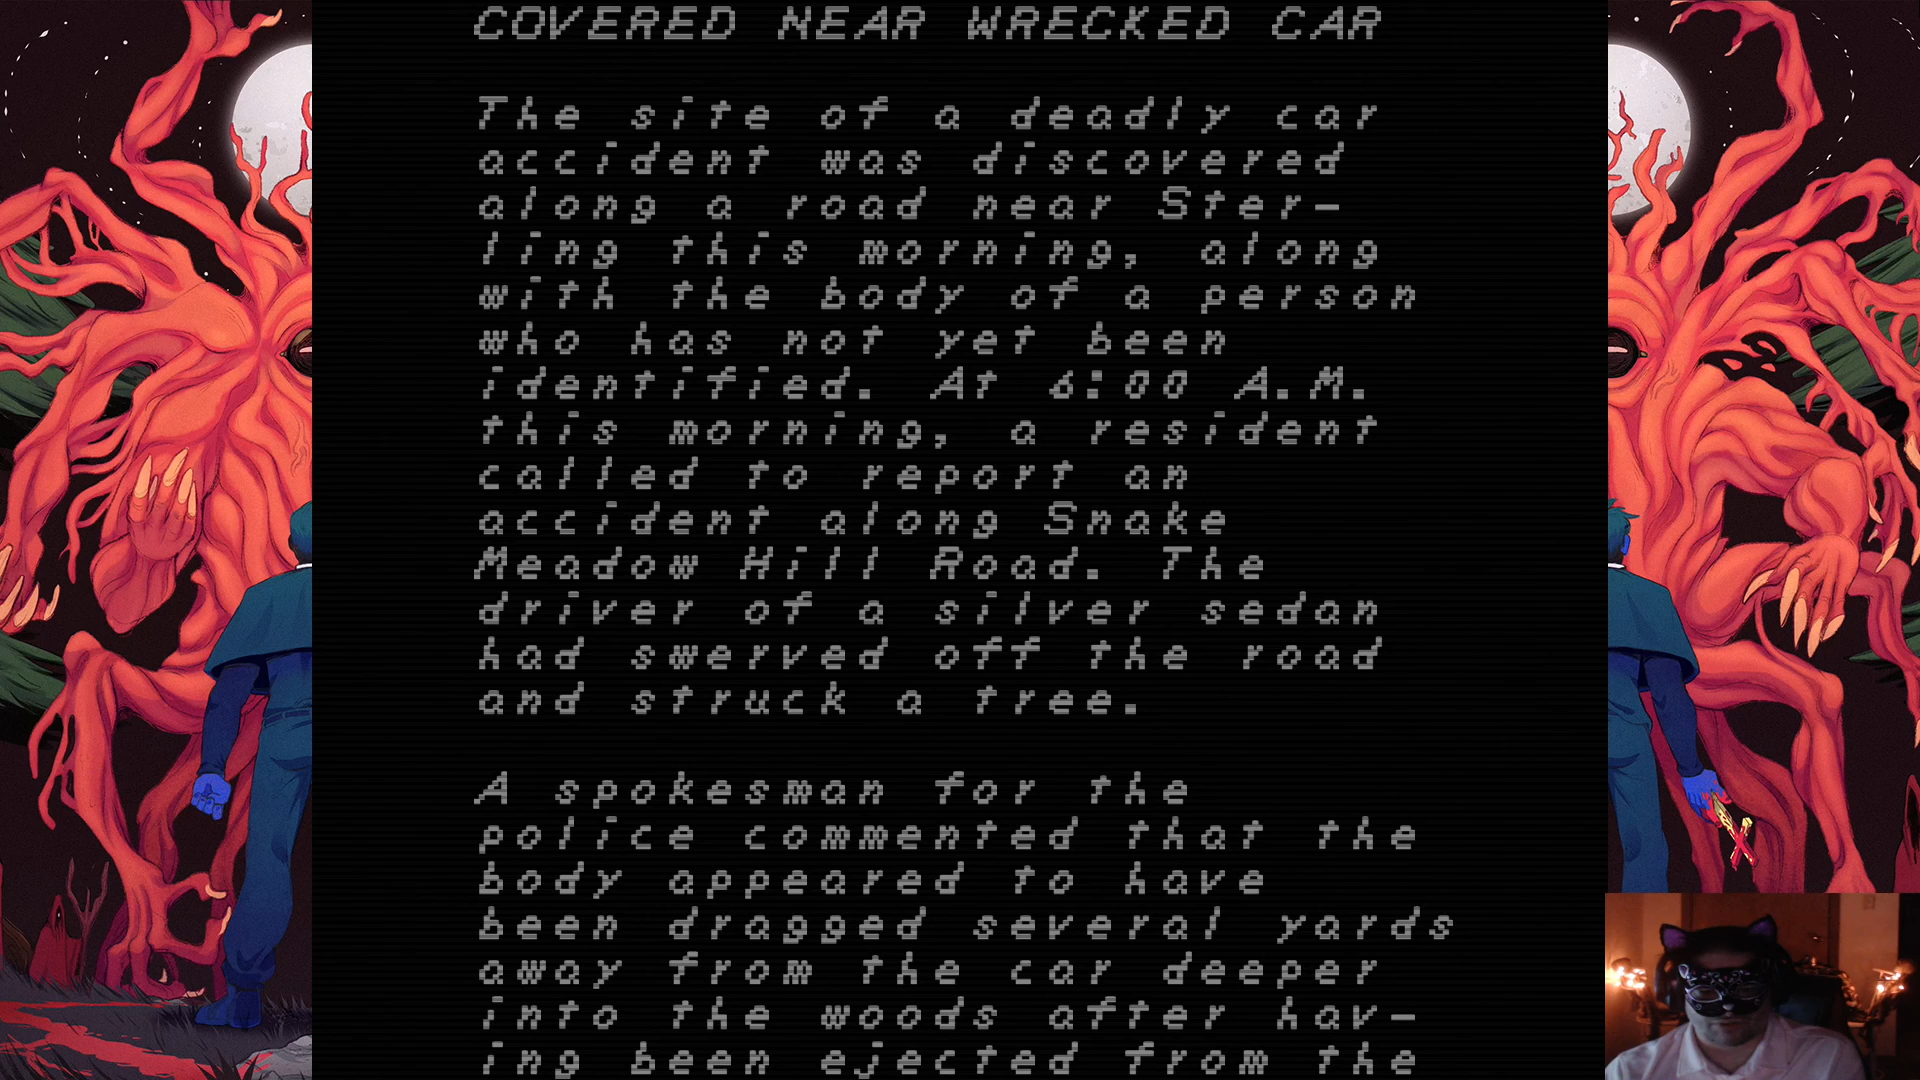 COVERED NEAR WRECKED CAR
The site of a deadly car
accident was discovered
along a road near Ster-
ling this morning, along
with the body of a person
who has not yet been
identified. At 6:00 A.M.
this morning, a resident
called to report an
accident along Snake
Meadow Hill Road. The
driver of a silver sedan
had swerved off the road
and struck a tree.
A spokesman for the
police commented that the
body appeared to have
been dragged several yards
away from the car deeper
into the woods after hav-
ing been ejected from the